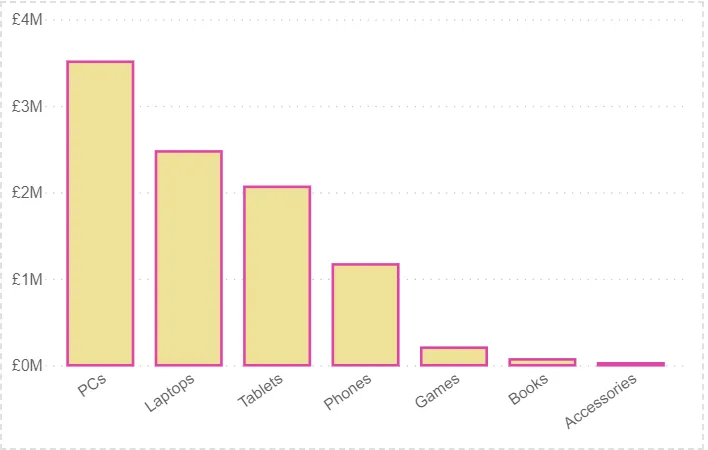 £4M
£3M
£2M
£1M
£0M
PCs
Laptops
Tablets
Phones
Games
Books
Accessories